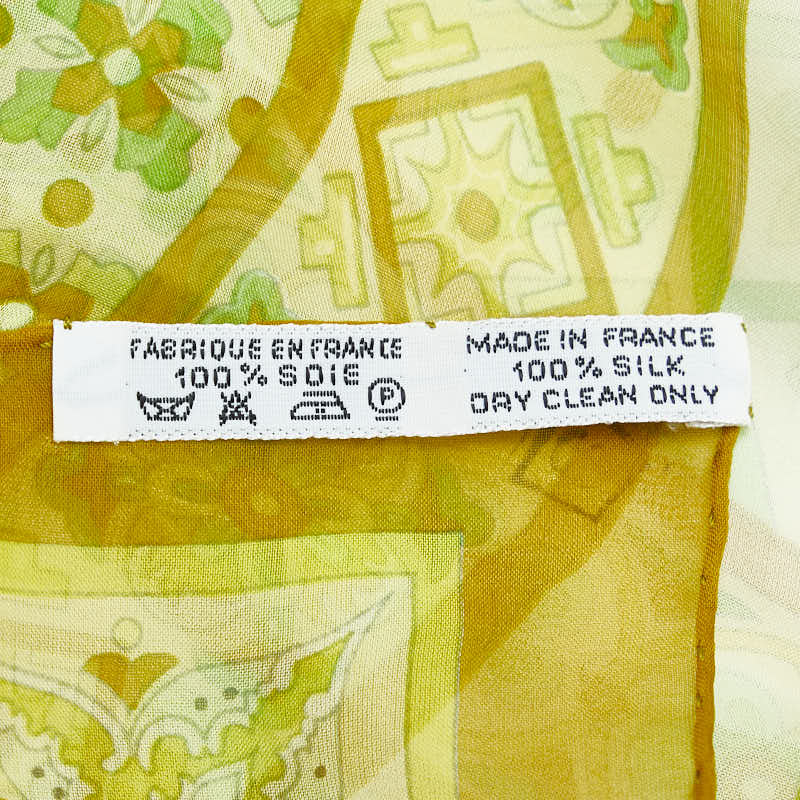 FABRIQUE EN FRANCE
100% SOIE
P
MADE IN FRANCE
100% SILK
DRY CLEAN ONLY